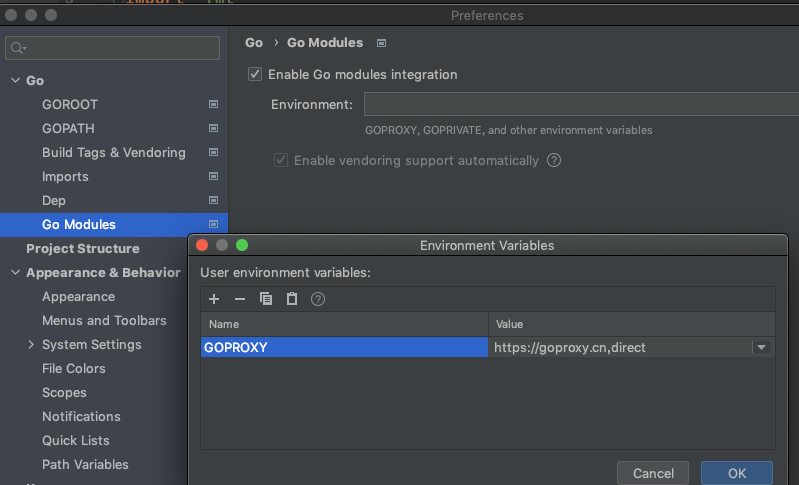 Preferences
Go › Go Modules
Enable Go modules integration
Environment:
GOPROXY, GOPRIVATE, and other environment variables
Enable vendoring support automatically ?
Go
GOROOT
GOPATH
Build Tags & Vendoring
Imports
Dep
Go Modules
Project Structure
Appearance & Behavior
Appearance
Menus and Toolbars
System Settings
File Colors
Scopes
Notifications
Quick Lists
Path Variables
Environment Variables
User environment variables:
Name Value
GOPROXY https://goproxy.cn,direct
Cancel OK